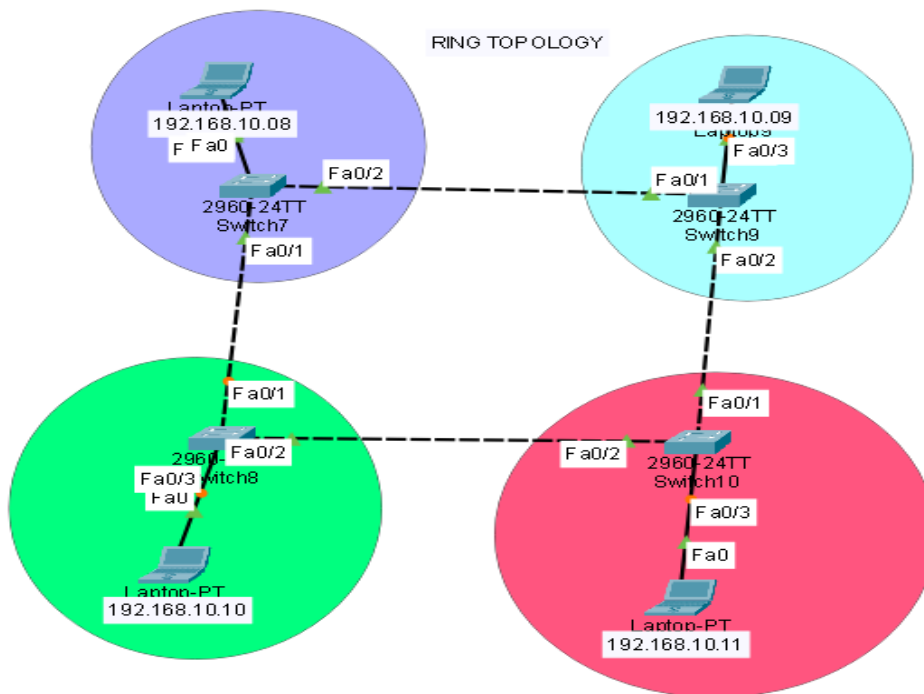 RING TOPOLOGY
Laptop-PT
192.168.10.08
Fa0
Fa0/2
2960-24TT
Switch7
Fa0/1
192.168.10.09
Laptop9
Fa0/3
Fa0/1
2960-24TT
Switch9
Fa0/2
Fa0/1
Fa0/2
Fa0/3
Fa0
Laptop-PT
192.168.10.10
Fa0/1
Fa0/2
2960-24TT
Switch10
Fa0/3
Fa0
Laptop-PT
192.168.10.11